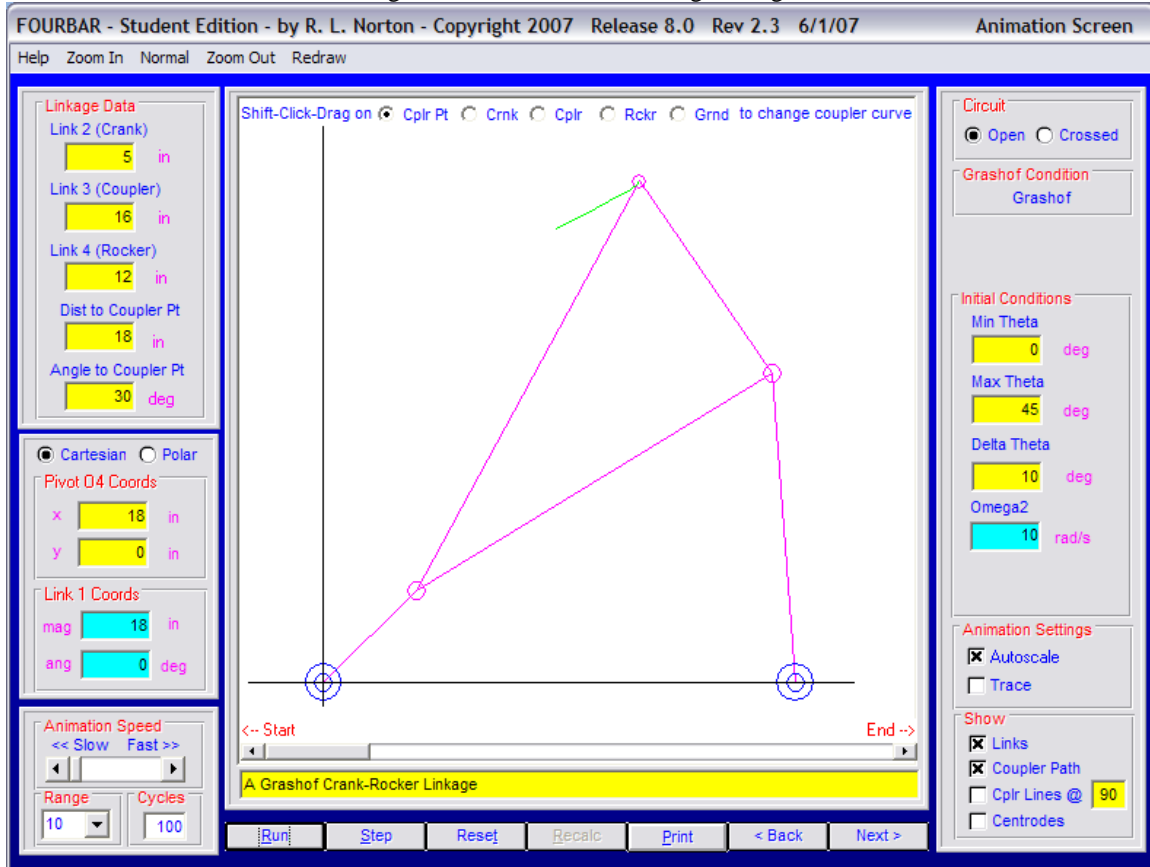 FOURBAR - Student Edition - by R. L. Norton - Copyright 2007 Release 8.0 Rev 2.3 6/1/07 Animation Screen
Help Zoom In Normal Zoom Out Redraw
Linkage Data
Link 2 (Crank)
5 in
Link 3 (Coupler)
16 in
Link 4 (Rocker)
12 in
Dist to Coupler Pt
18 in
Angle to Coupler Pt
30 deg
Cartesian Polar
Pivot O4 Coords
x 18 in
y 0 in
Link 1 Coords
mag 18 in
ang 0 deg
Animation Speed
<< Slow Fast >>
Range
10
Cycles
100
Shift-Click-Drag on Cplr Pt Crnk Cplr Rckr Grnd to change coupler curve
<-- Start End -->
A Grashof Crank-Rocker Linkage
Run Step Reset Recalc Print < Back Next >
Circuit
Open Crossed
Grashof Condition
Grashof
Initial Conditions
Min Theta
0 deg
Max Theta
45 deg
Delta Theta
10 deg
Omega2
10 rad/s
Animation Settings
Autoscale
Trace
Show
Links
Coupler Path
Cplr Lines @ 90
Centrodes